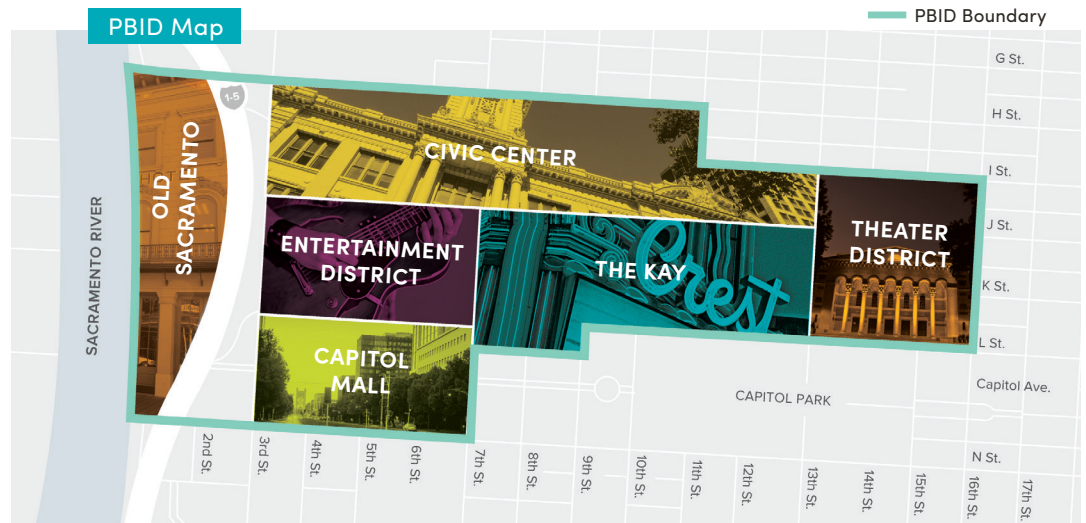 PBID Map
PBID Boundary
G St.
H St.
I St.
J St.
K St.
L St.
Capitol Ave.
N St.
1-5
SACRAMENTO RIVER
OLD
SACRAMENTO
CIVIC CENTER
ENTERTAINMENT
DISTRICT
THE KAY
Crest
THEATER
DISTRICT
CAPITOL
MALL
CAPITOL PARK
2nd St.
3rd St.
4th St.
5th St.
6th St.
7th St.
8th St.
9th St.
10th St.
11th St.
12th St.
13th St.
14th St.
15th St.
16th St.
17th St.